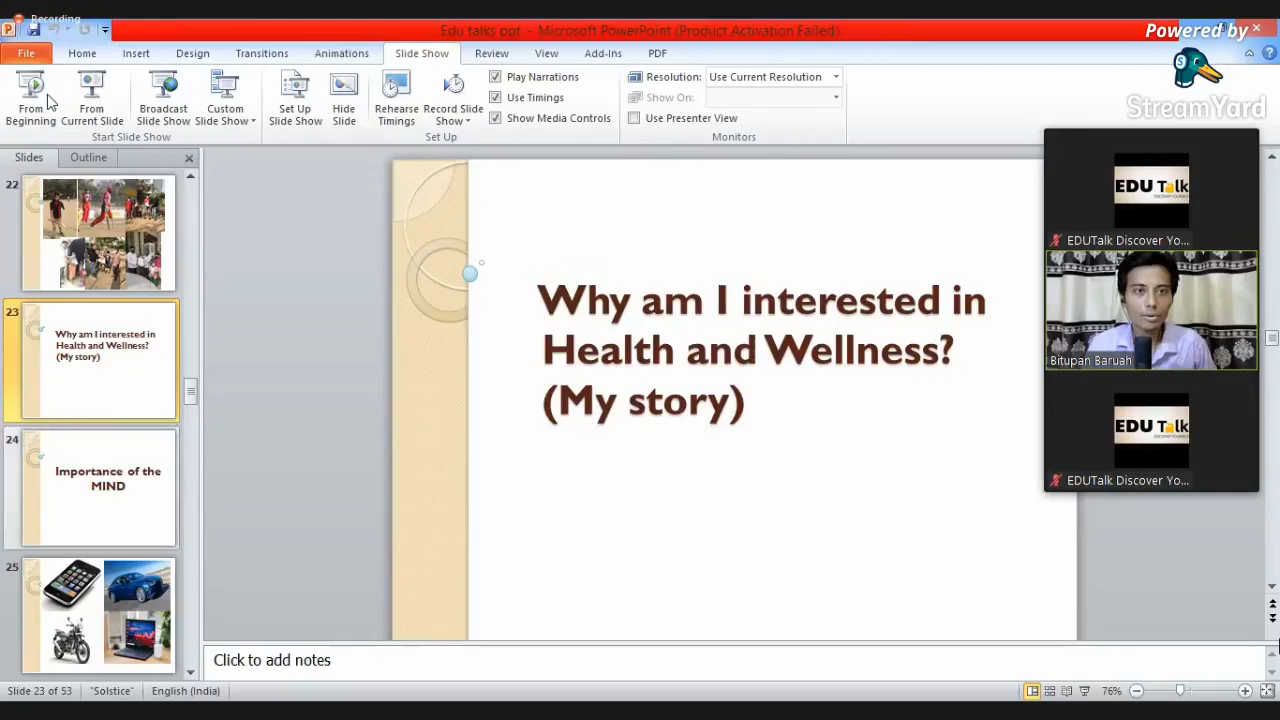 Recording
Edu talks ppt - Microsoft PowerPoint (Product Activation Failed)
Powered by
StreamYard
File Home Insert Design Transitions Animations Slide Show Review View Add-Ins PDF
From Beginning
From Current Slide
Broadcast Slide Show
Custom Slide Show
Start Slide Show
Set Up Slide Show
Hide Slide
Rehearse Timings
Record Slide Show
Play Narrations
Use Timings
Show Media Controls
Set Up
Resolution: Use Current Resolution
Show On:
Use Presenter View
Monitors
Slides Outline
22
23
Why am I interested in
Health and Wellness?
(My story)
24
Importance of the
MIND
25
Why am I interested in
Health and Wellness?
(My story)
EDU Talk
DISCOVER YOURSELF
EDUTalk Discover Yo...
Bitupan Baruah
EDU Talk
DISCOVER YOURSELF
EDUTalk Discover Yo...
Click to add notes
Slide 23 of 53 "Solstice" English (India) 76%